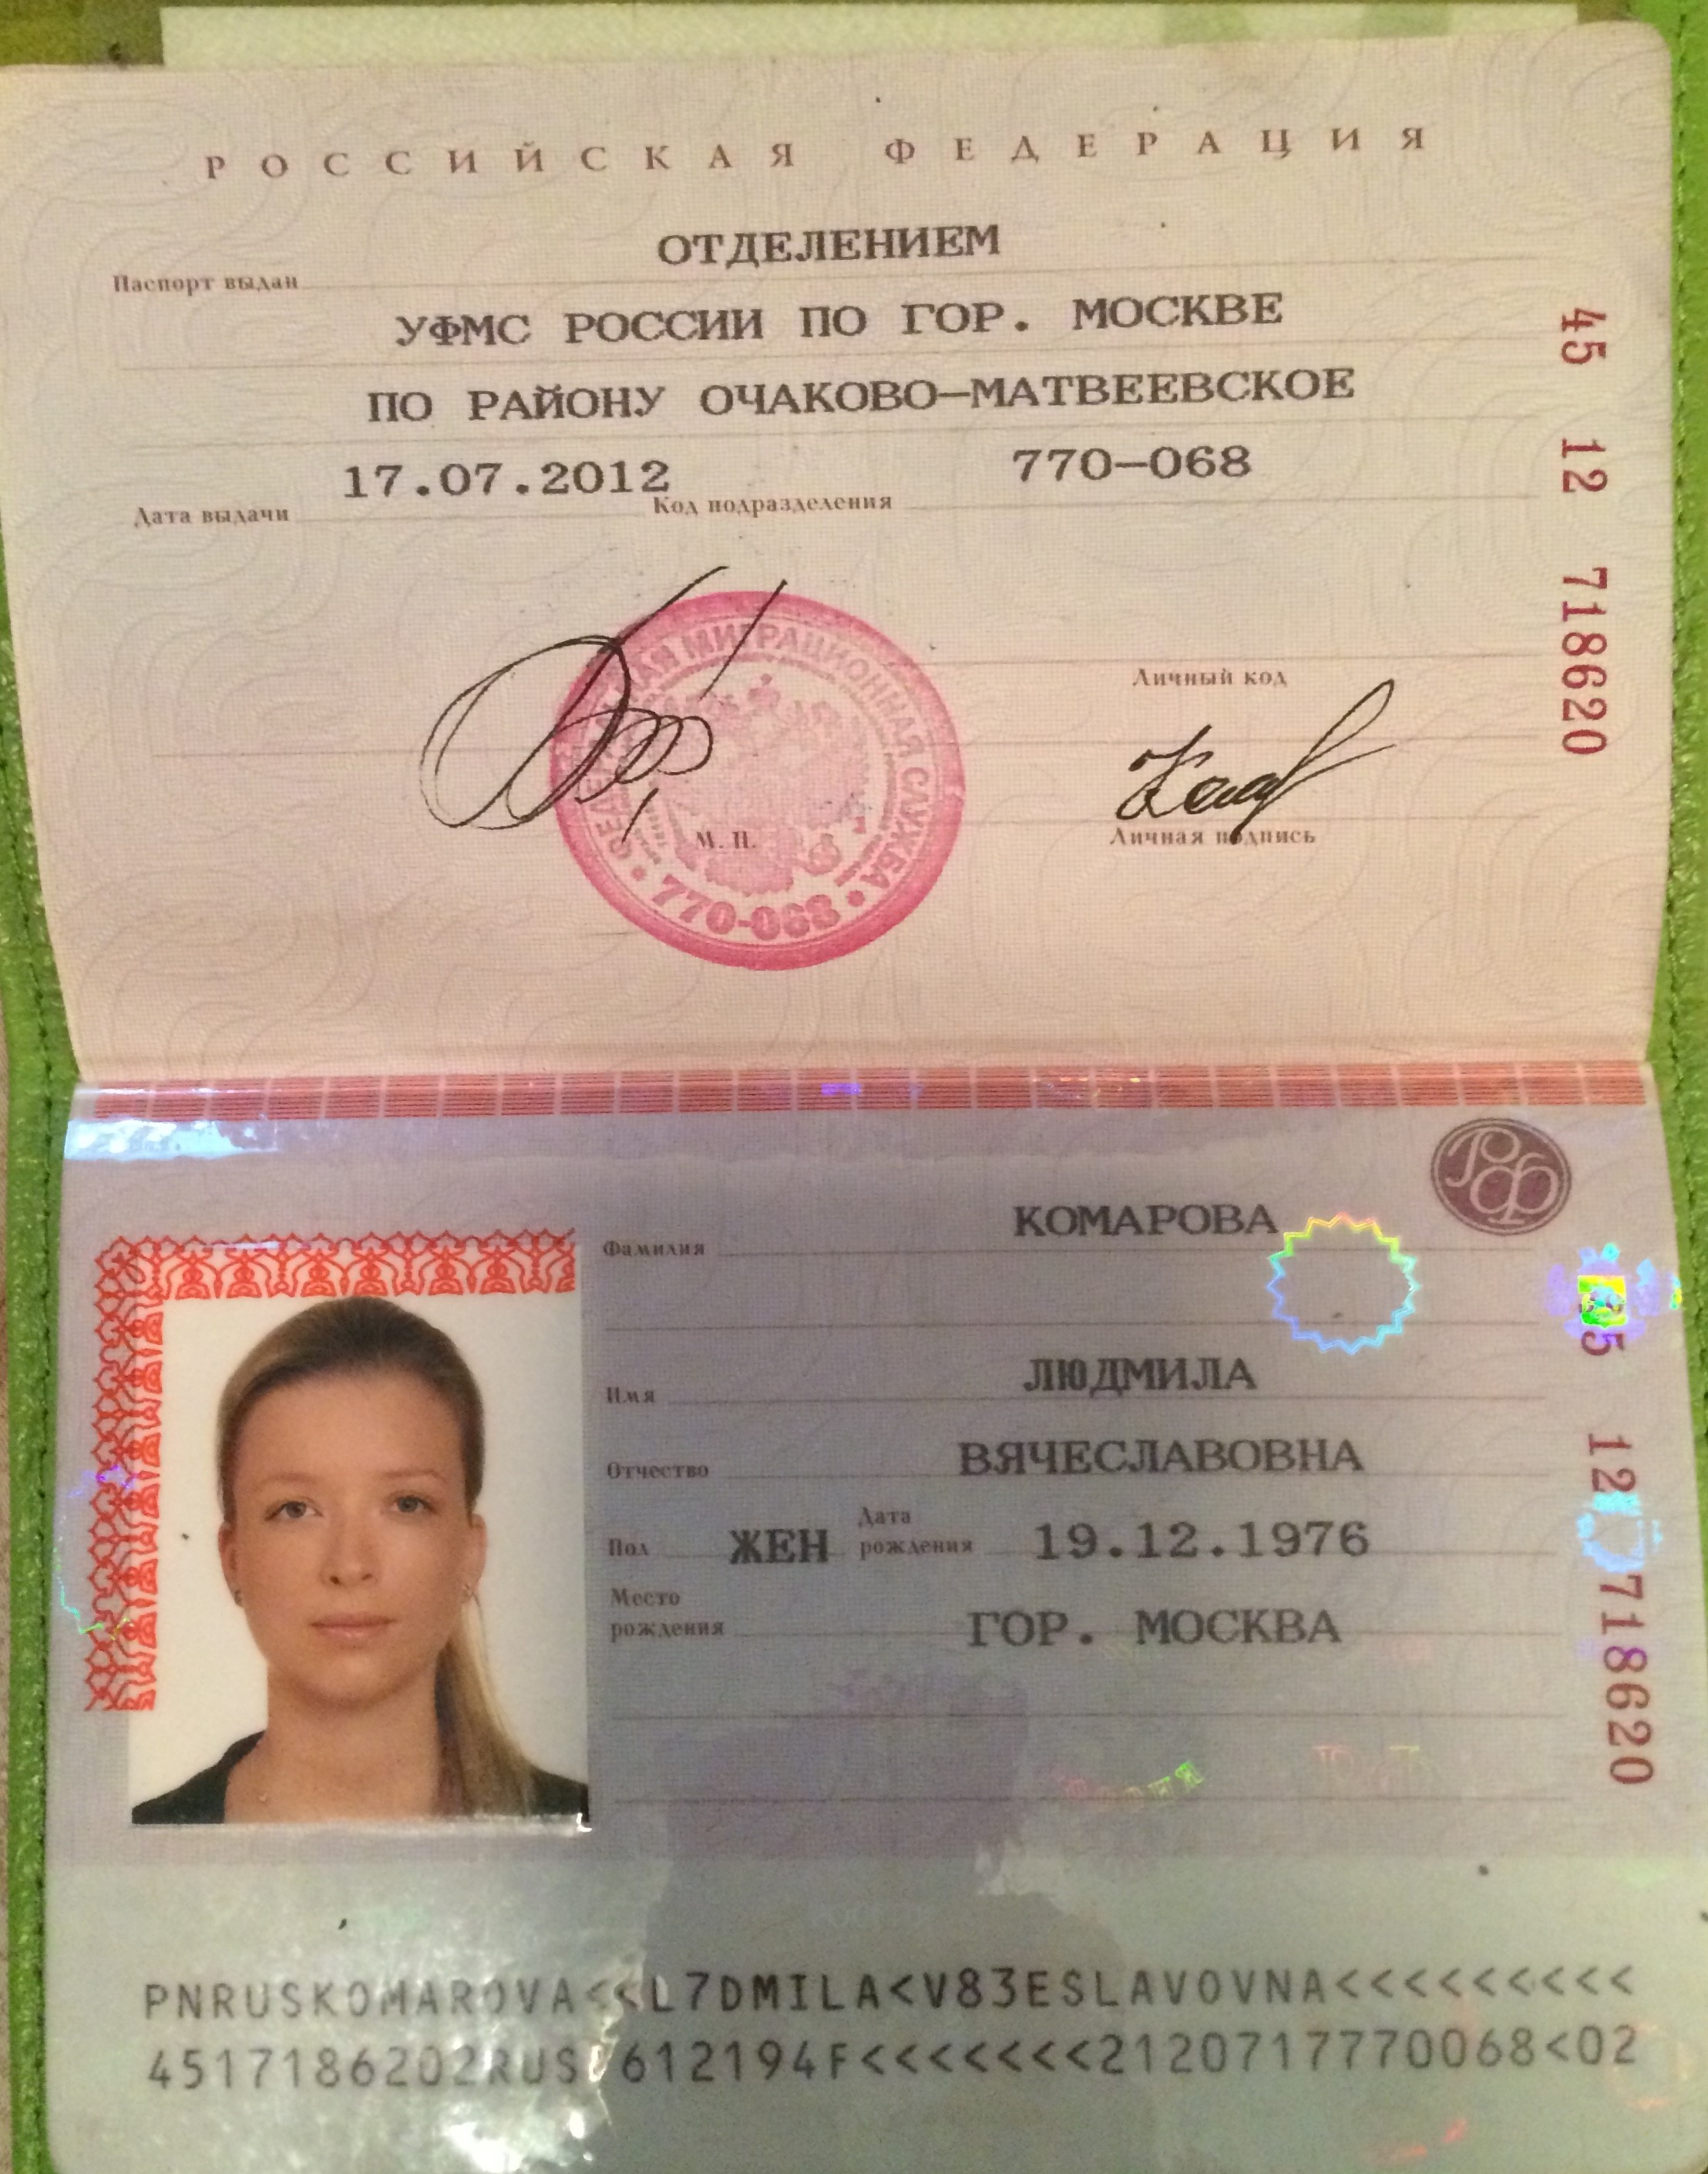 РОССИЙСКАЯ ФЕДЕРАЦИЯ
Паспорт выдан ОТДЕЛЕНИЕМ
УФМС РОССИИ ПО ГОР. МОСКВЕ
ПО РАЙОНУ ОЧАКОВО-МАТВЕЕВСКОЕ
Дата выдачи 17.07.2012 Код подразделения 770-068
45 12 718620
Личный код
М. П.
Личная подпись
ФЕДЕРАЛЬНАЯ МИГРАЦИОННАЯ СЛУЖБА
770-068
РФ
Фамилия КОМАРОВА
Имя ЛЮДМИЛА
Отчество ВЯЧЕСЛАВОВНА
Пол ЖЕН Дата рождения 19.12.1976
Место рождения ГОР. МОСКВА
12 718620
PNRUSKOMAROVA<<L7DMILA<V83ESLAVOVNA<<<<<<<<<
4517186202RUS 612194F<<<<<<<2120717770068<02